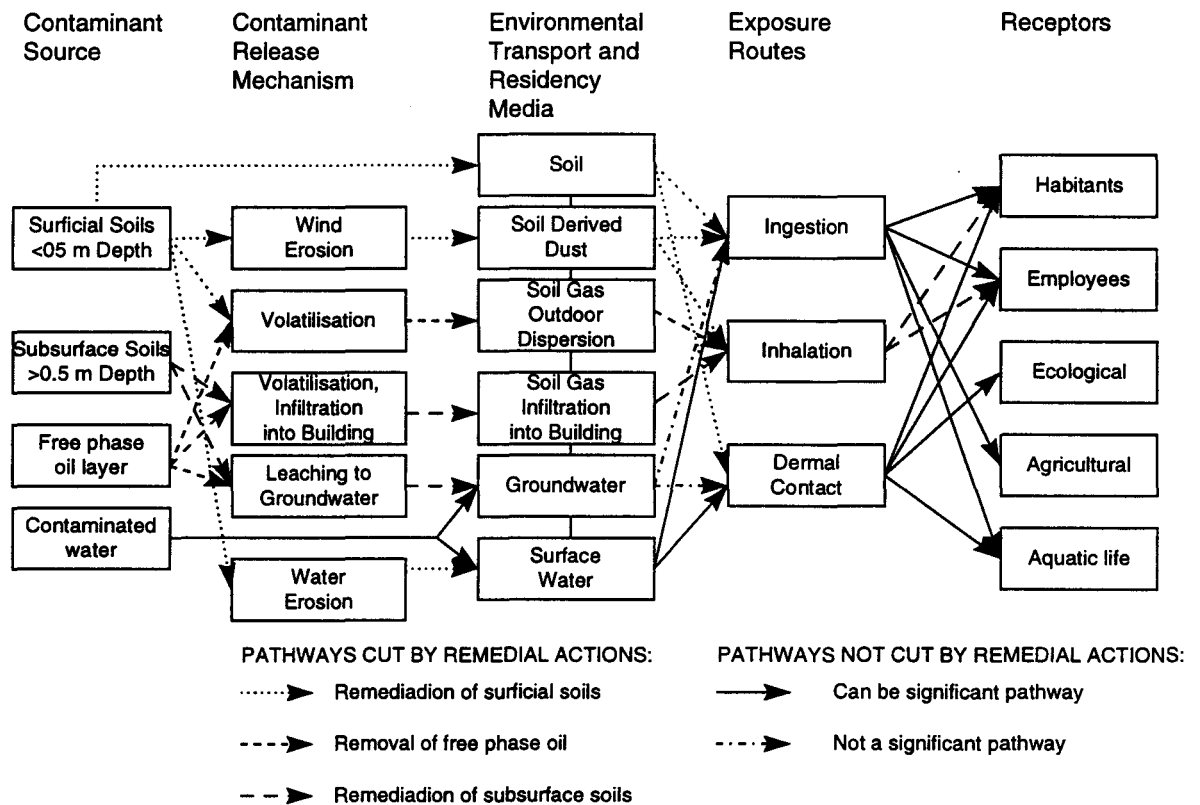 Contaminant
Source
Contaminant
Release
Mechanism
Environmental
Transport and
Residency
Media
Exposure
Routes
Receptors
Surficial Soils
<05 m Depth
Subsurface Soils
>0.5 m Depth
Free phase
oil layer
Contaminated
water
Wind
Erosion
Volatilisation
Volatilisation,
Infiltration
into Building
Leaching to
Groundwater
Water
Erosion
Soil
Soil Derived
Dust
Soil Gas
Outdoor
Dispersion
Soil Gas
Infiltration
into Building
Groundwater
Surface
Water
Ingestion
Inhalation
Dermal
Contact
Habitants
Employees
Ecological
Agricultural
Aquatic life
PATHWAYS CUT BY REMEDIAL ACTIONS:
Remediadion of surficial soils
Removal of free phase oil
Remediation of subsurface soils
PATHWAYS NOT CUT BY REMEDIAL ACTIONS:
Can be significant pathway
Not a significant pathway